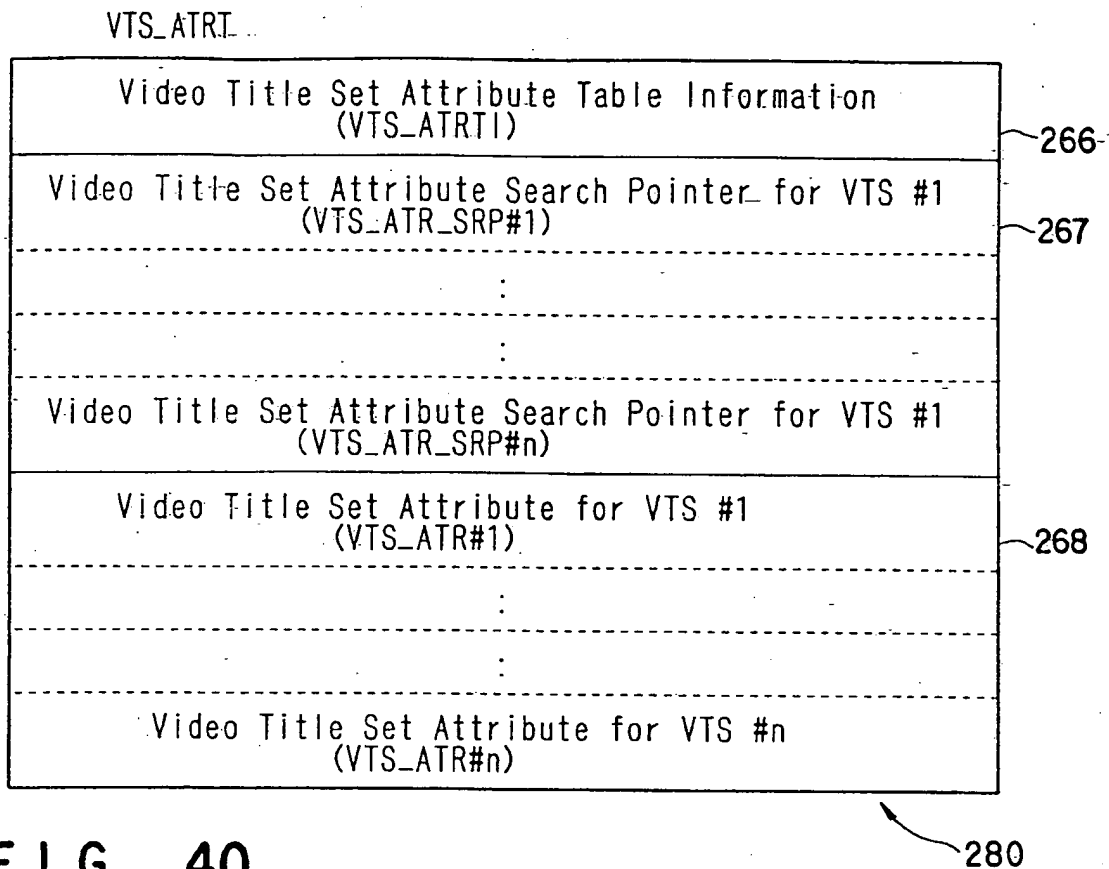 VTS_ATRT
Video Title Set Attribute Table Information
(VTS_ATRTI)
266
Video Title Set Attribute Search Pointer for VTS #1
(VTS_ATR_SRP#1)
267
:
:
Video Title Set Attribute Search Pointer for VTS #1
(VTS_ATR_SRP#n)
Video Title Set Attribute for VTS #1
(VTS_ATR#1)
268
:
:
Video Title Set Attribute for VTS #n
(VTS_ATR#n)
280
FIG. 40